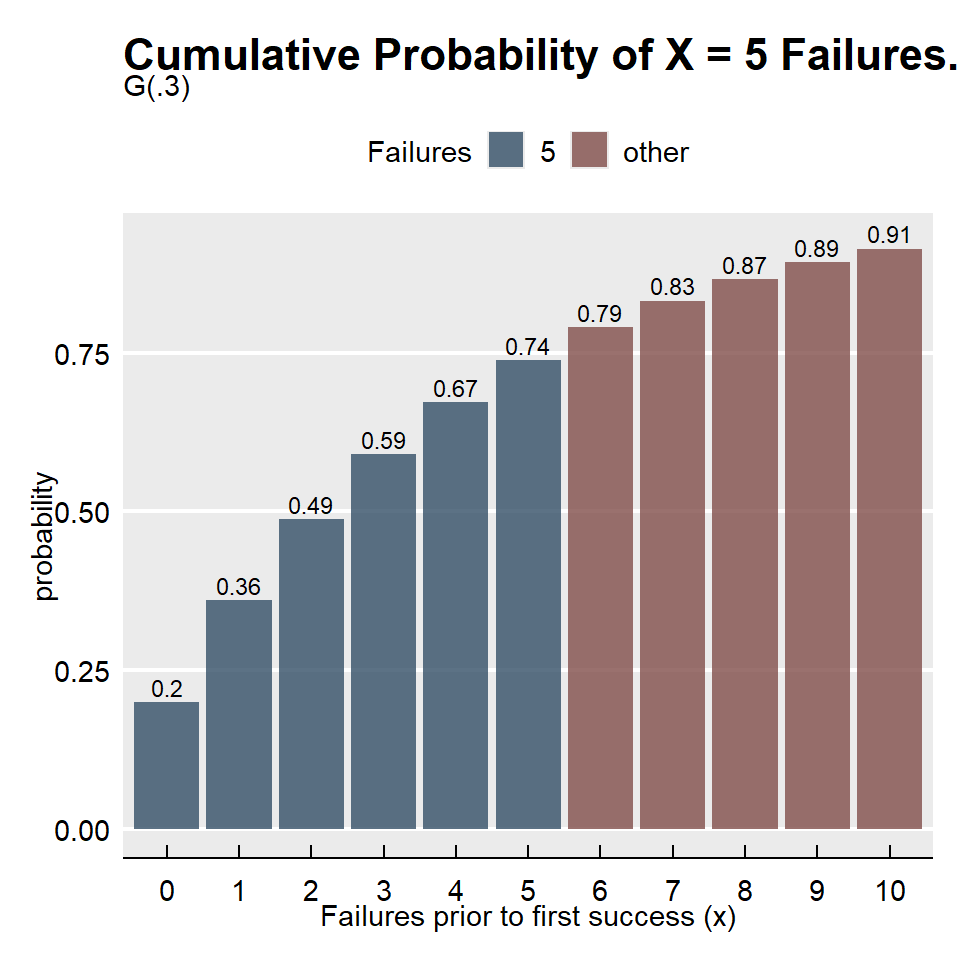 Cumulative Probability of X = 5 Failures.
G(.3)
Failures 5 other
0.91
0.89
0.87
0.83
0.79
0.74
0.67
0.59
0.49
0.36
0.2
0.75
0.50
0.25
0.00
probability
0 1 2 3 4 5 6 7 8 9 10
Failures prior to first success (x)